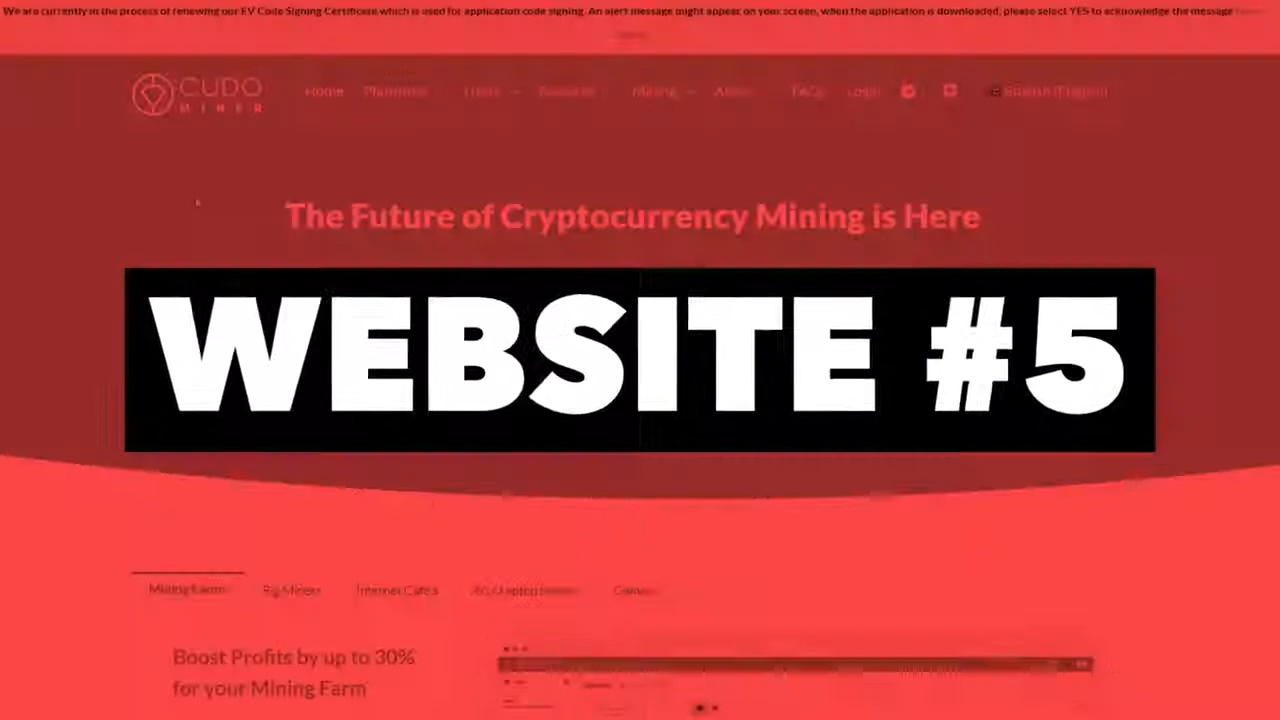 We are currently in the process of renewing our EV Code Signing Certificate which is used for application code signing. An alert message might appear on your screen, when the application is downloaded, please select YES to acknowledge the message
CUDO
MINER
Home Mining FAQs Login
The Future of Cryptocurrency Mining is Here
WEBSITE #5
Mining Farms Rig Miners Internet Cafes
Boost Profits by up to 30%
for your Mining Farm